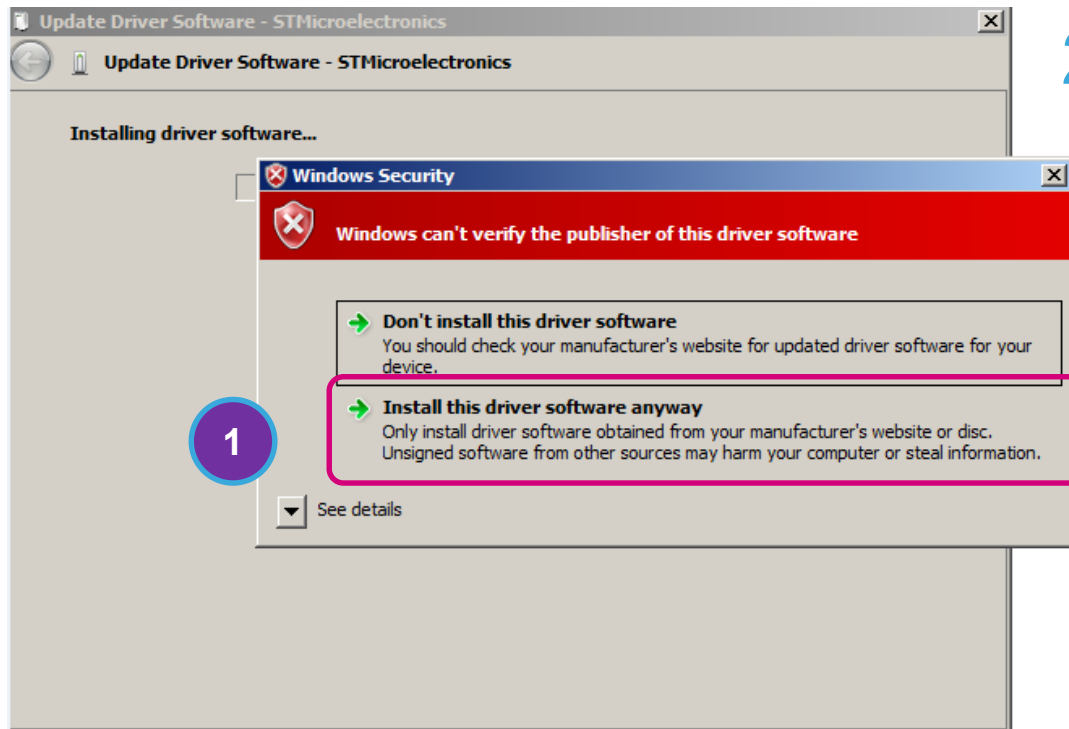 Update Driver Software - STMicroelectronics
Update Driver Software - STMicroelectronics
Installing driver software...
Windows Security
Windows can't verify the publisher of this driver software
Don't install this driver software
You should check your manufacturer's website for updated driver software for your
device.
1
Install this driver software anyway
Only install driver software obtained from your manufacturer's website or disc.
Unsigned software from other sources may harm your computer or steal information.
See details